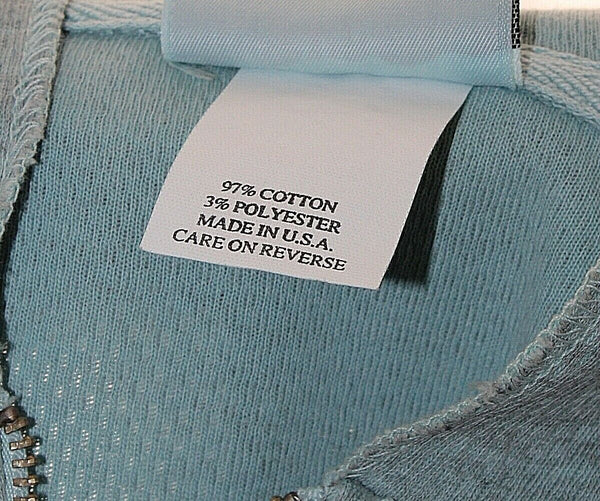 97% COTTON
3% POLYESTER
MADE IN U.S.A.
CARE ON REVERSE